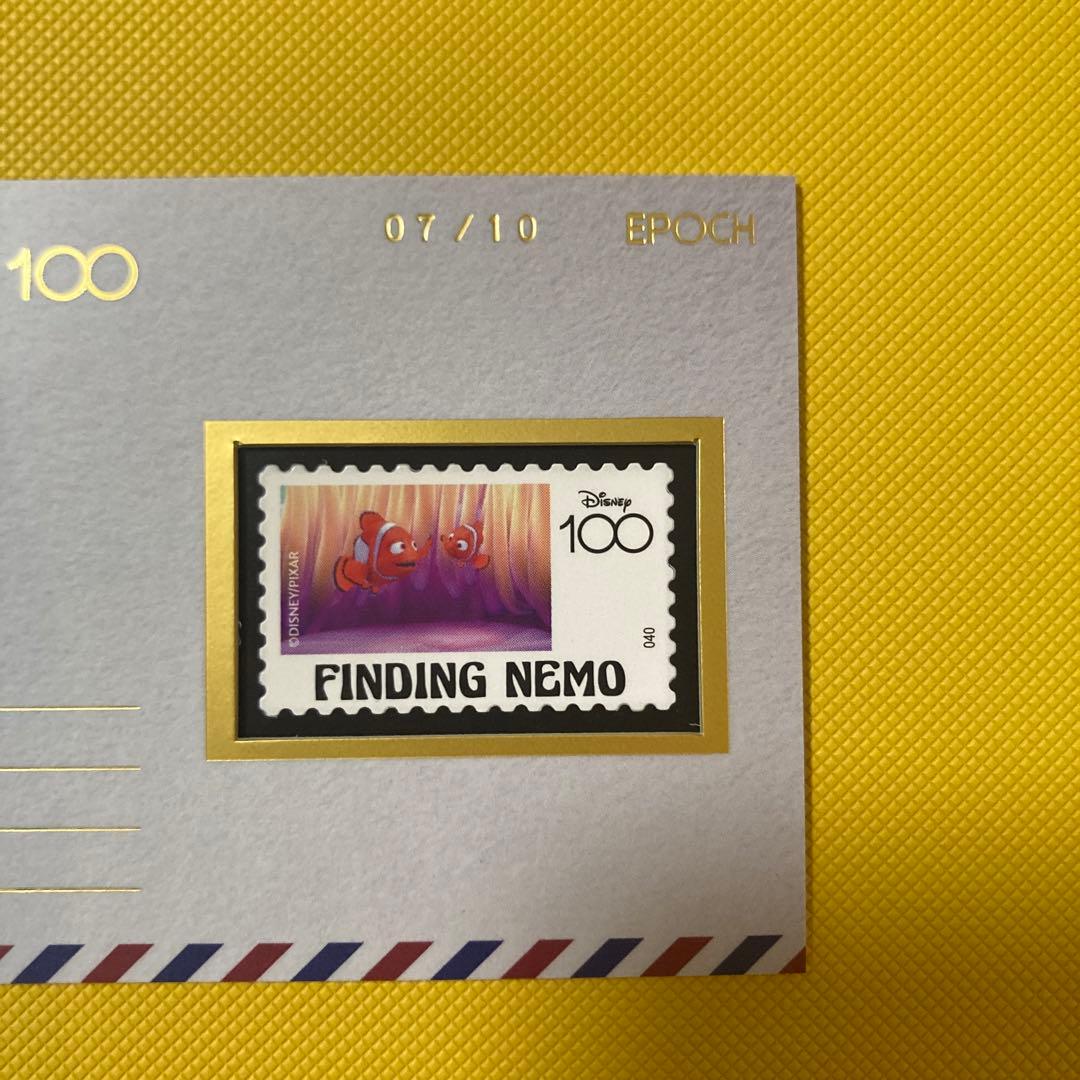 07/10 EPOCH
100
Disney
100
©DISNEY/PIXAR
040
FINDING NEMO